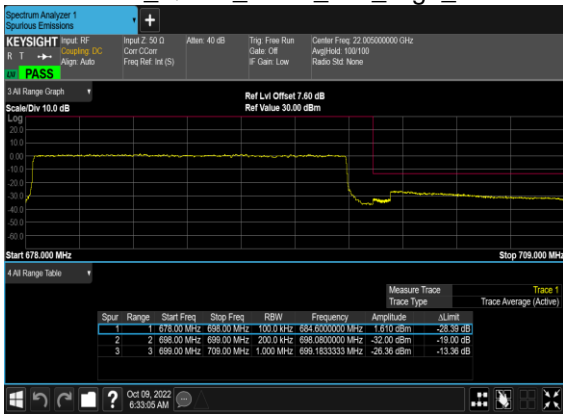 Spectrum Analyzer 1
Spurious Emissions
+
KEYSIGHT Input: RF
R T Coupling: DC
Align: Auto
PASS
Input Z: 50 Ω
Corr CCorr
Freq Ref: Int (S)
Atten: 40 dB
Trig: Free Run
Gate: Off
IF Gain: Low
Center Freq: 22.005000000 GHz
Avg|Hold: 100/100
Radio Std: None
3 All Range Graph
Scale/Div 10.0 dB
Ref Lvl Offset 7.60 dB
Ref Value 30.00 dBm
Log
20.0
10.0
0.00
-10.0
-20.0
-30.0
-40.0
-50.0
-60.0
Start 678.000 MHz
Stop 709.000 MHz
4 All Range Table
Measure Trace Trace 1
Trace Type Trace Average (Active)
Spur Range Start Freq Stop Freq RBW Frequency Amplitude ΔLimit
1 1 678.00 MHz 698.00 MHz 100.0 kHz 684.6000000 MHz 1.610 dBm -28.39 dB
2 2 698.00 MHz 699.00 MHz 200.0 kHz 698.0800000 MHz -32.00 dBm -19.00 dB
3 3 699.00 MHz 709.00 MHz 1.000 MHz 699.1833333 MHz -26.36 dBm -13.36 dB
?
Oct 09, 2022
6:33:05 AM